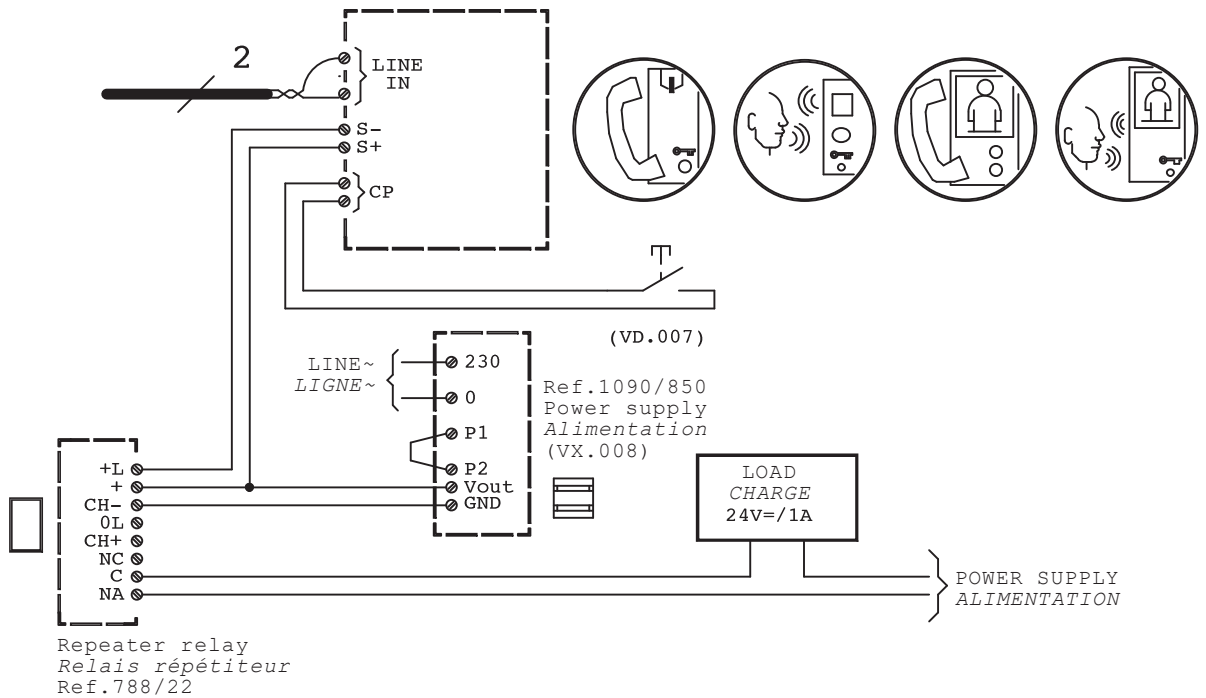 2
LINE
IN
S-
S+
CP
(VD.007)
LINE~
LIGNE~
230
0
P1
P2
Vout
GND
Ref.1090/850
Power supply
Alimentation
(VX.008)
+L
+
CH-
0L
CH+
NC
C
NA
LOAD
CHARGE
24V=/1A
POWER SUPPLY
ALIMENTATION
Repeater relay
Relais répétiteur
Ref.788/22